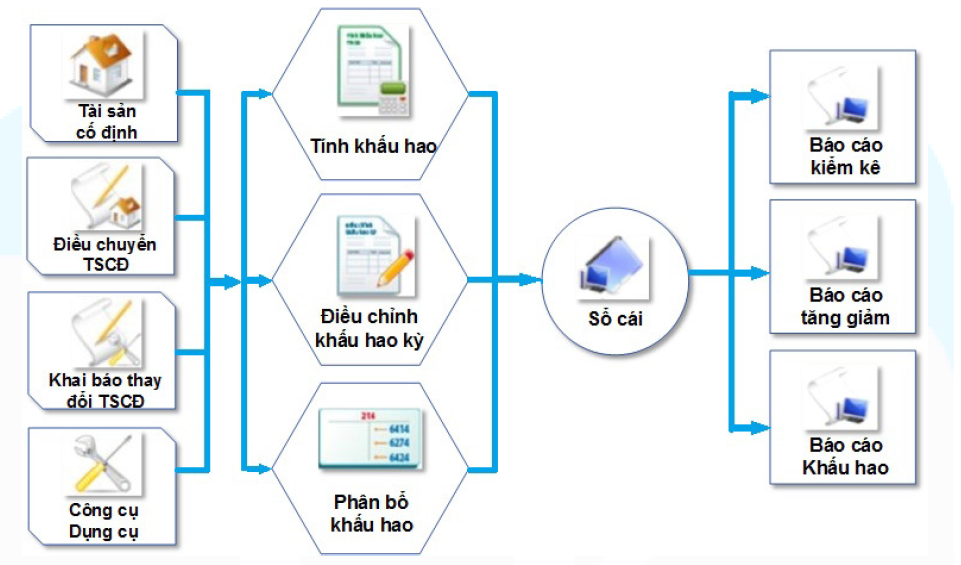 Tài sản
cố định
Điều chuyển
TSCĐ
Khai báo thay
đổi TSCĐ
Công cụ
Dụng cụ
Tính khấu hao
Điều chỉnh
khấu hao kỳ
214
6414
6274
6424
Phân bổ
khấu hao
Sổ cái
Báo cáo
kiểm kê
Báo cáo
tăng giảm
Báo cáo
Khấu hao